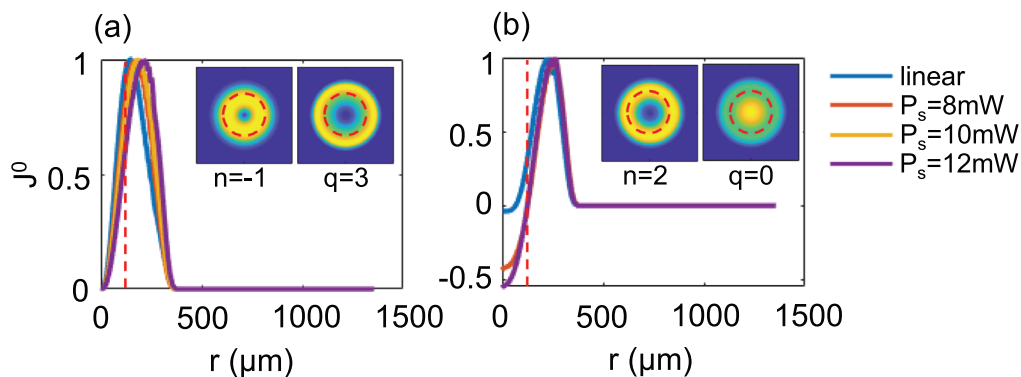 (a)
1
0.5
0
J⁰
n=-1
q=3
0
500
1000
1500
r (μm)
(b)
1
0.5
0
-0.5
n=2
q=0
0
500
1000
1500
r (μm)
linear
Pₛ=8mW
Pₛ=10mW
Pₛ=12mW